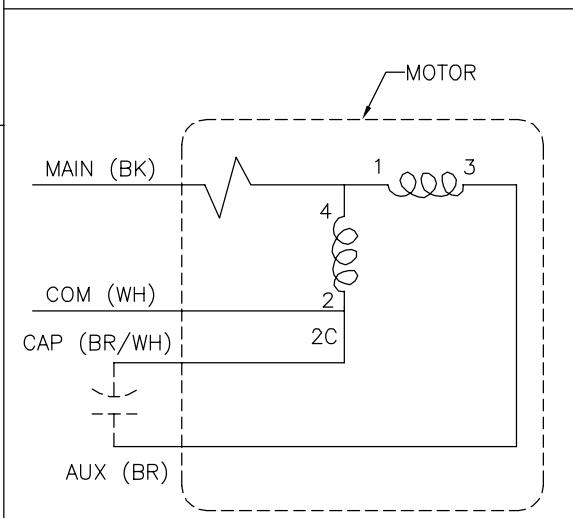 MOTOR
MAIN (BK)
1
3
4
COM (WH)
2
CAP (BR/WH)
2C
AUX (BR)